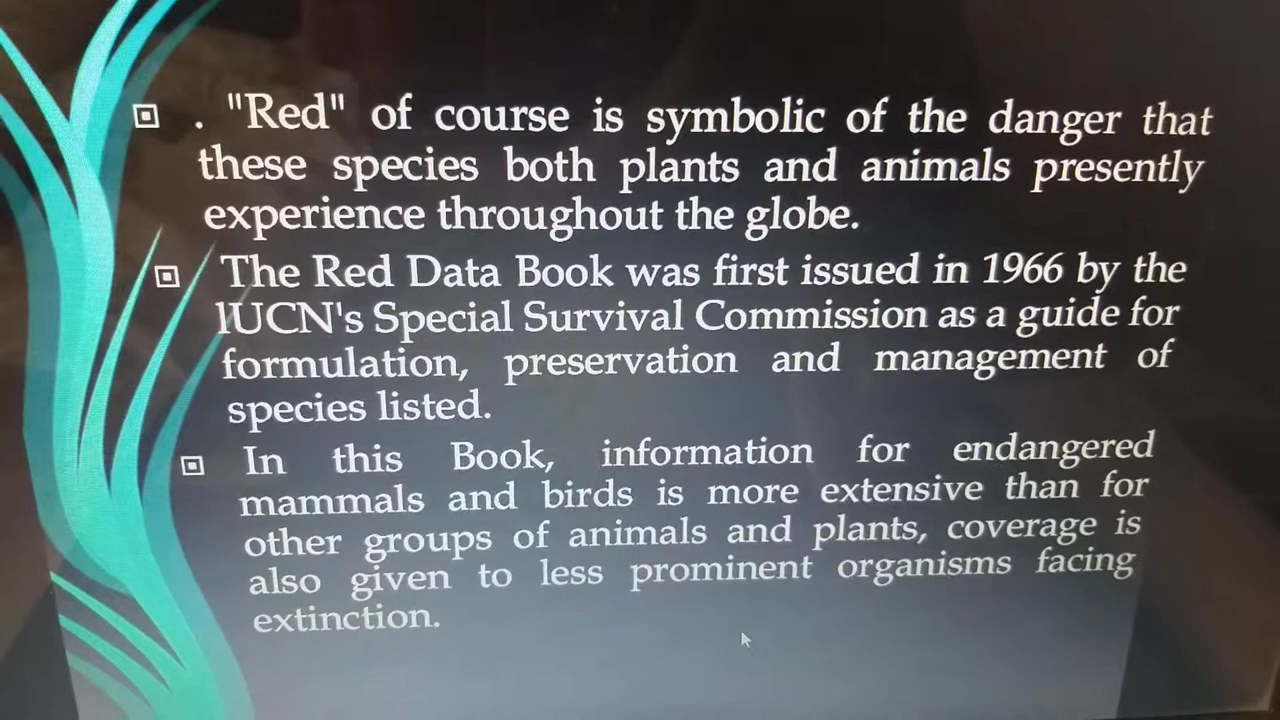 . "Red" of course is symbolic of the danger that
these species both plants and animals presently
experience throughout the globe.
The Red Data Book was first issued in 1966 by the
lUCN's Special Survival Commission as a guide for
formulation, preservation and management of
species listed.
In this Book, information for endangered
mammals and birds is more extensive than for
other groups of animals and plants, coverage is
also given to less prominent organisms facing
extinction.